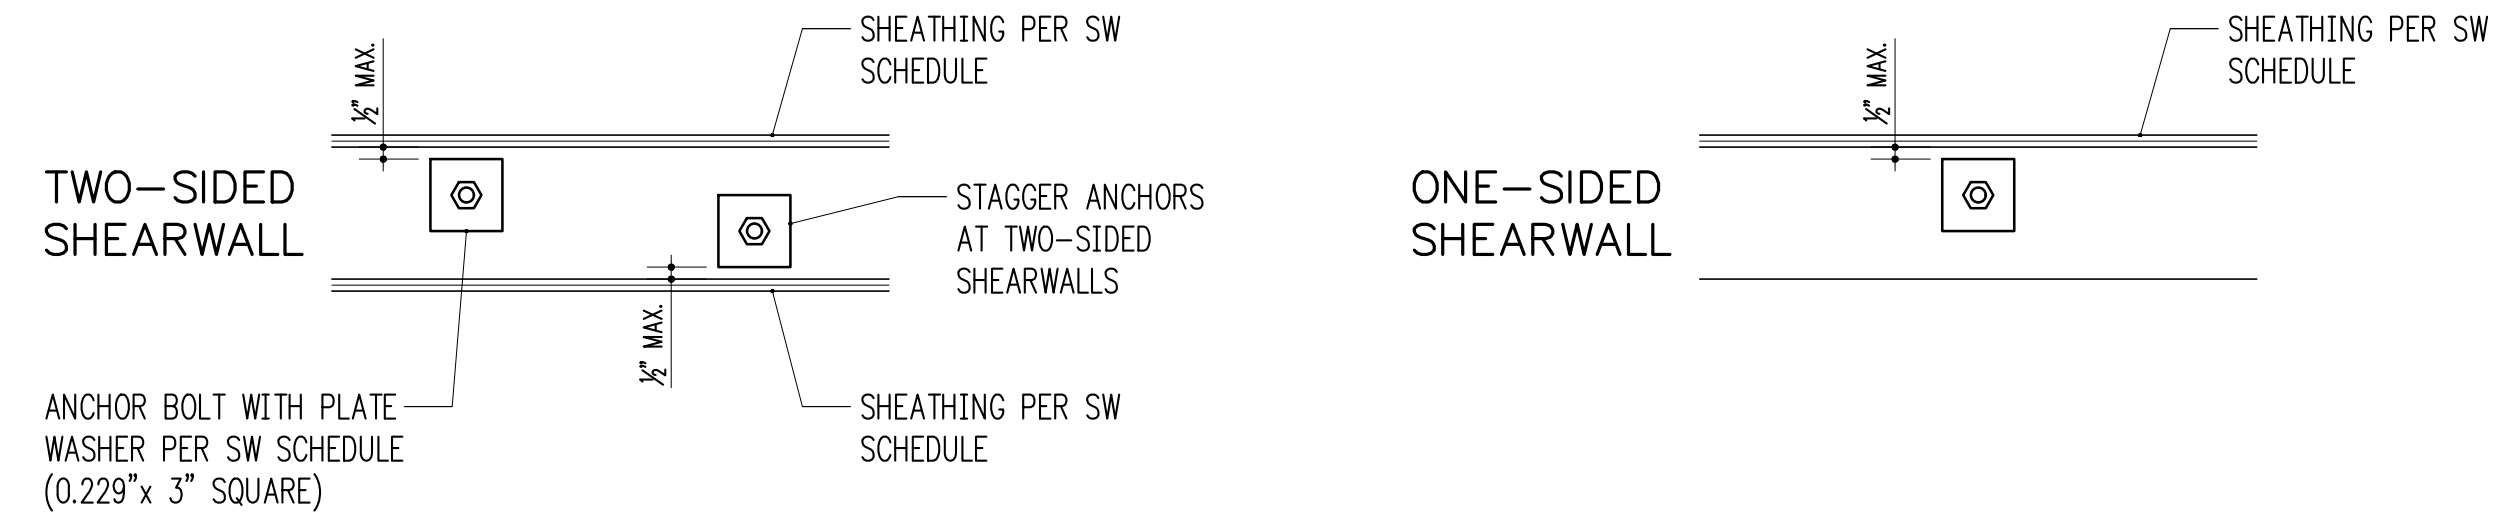 TWO-SIDED
SHEARWALL
½" MAX.
SHEATHING PER SW
SCHEDULE
STAGGER ANCHORS
AT TWO-SIDED
SHEARWALLS
½" MAX.
ANCHOR BOLT WITH PLATE
WASHER PER SW SCHEDULE
(0.229"x 3" SQUARE)
SHEATHING PER SW
SCHEDULE
ONE-SIDED
SHEARWALL
½" MAX.
SHEATHING PER SW
SCHEDULE